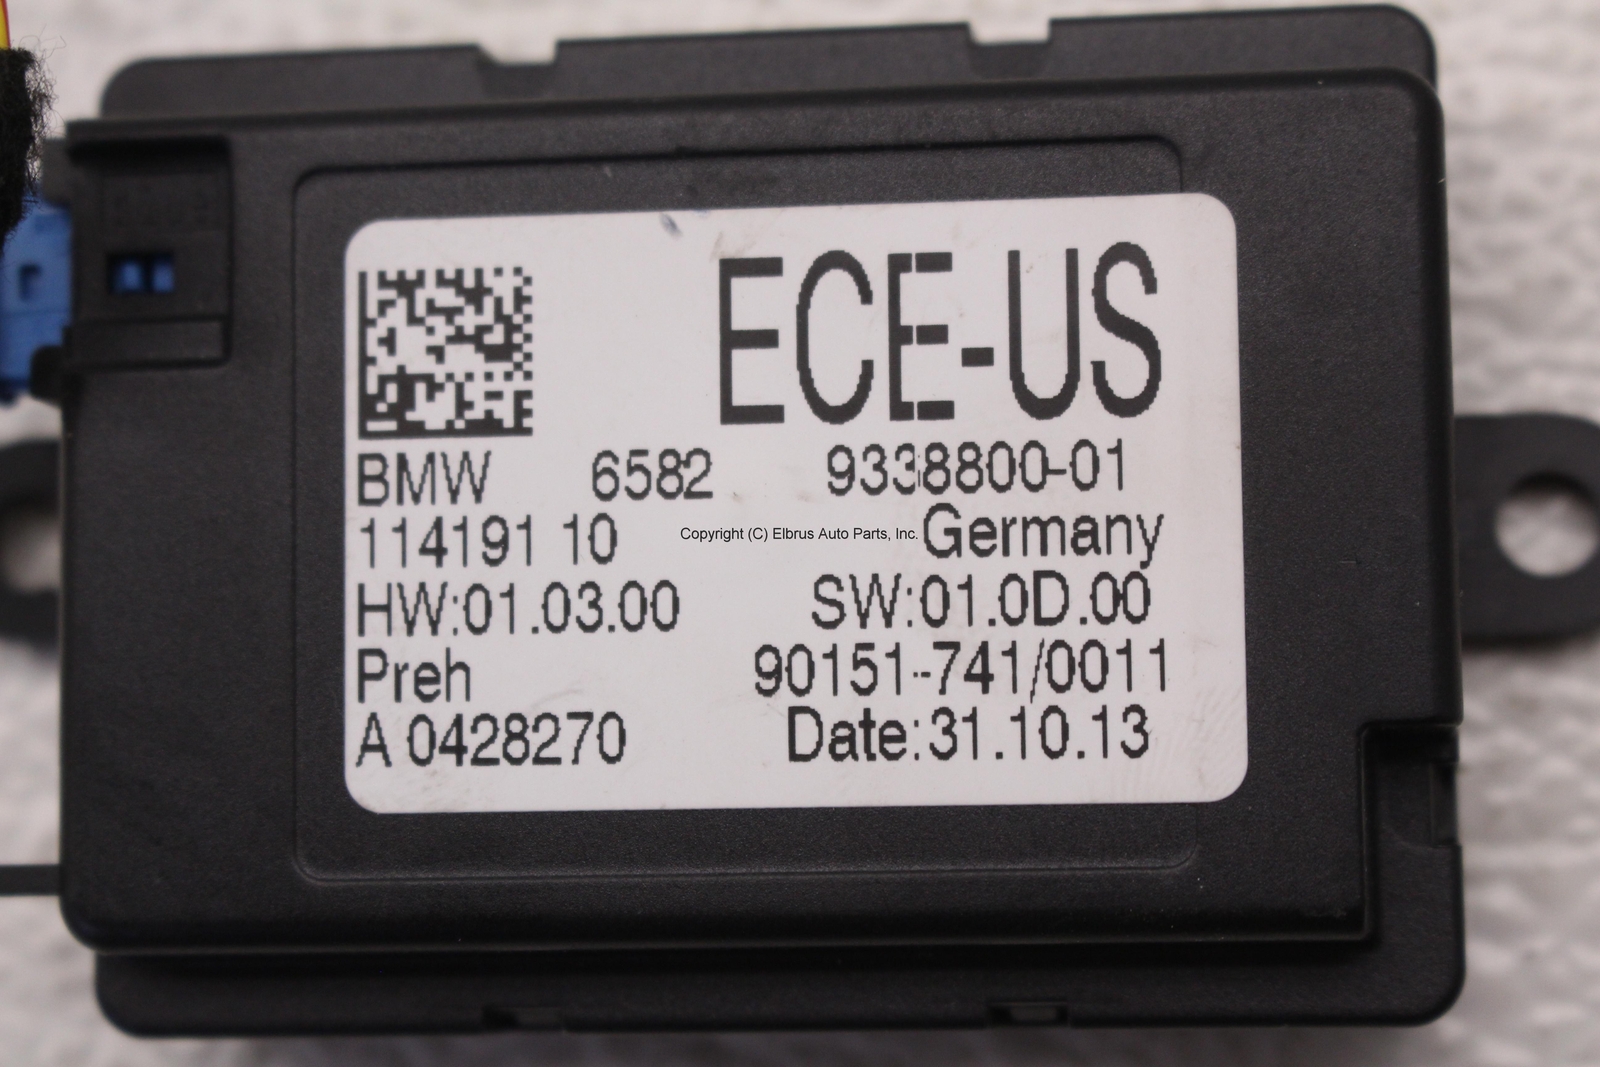 ECE-US
BMW 6582 9338800-01
114191 10 Germany
Copyright (C) Elbrus Auto Parts, Inc.
HW:01.03.00 SW:01.0D.00
Preh 90151-741/0011
A 0428270 Date:31.10.13